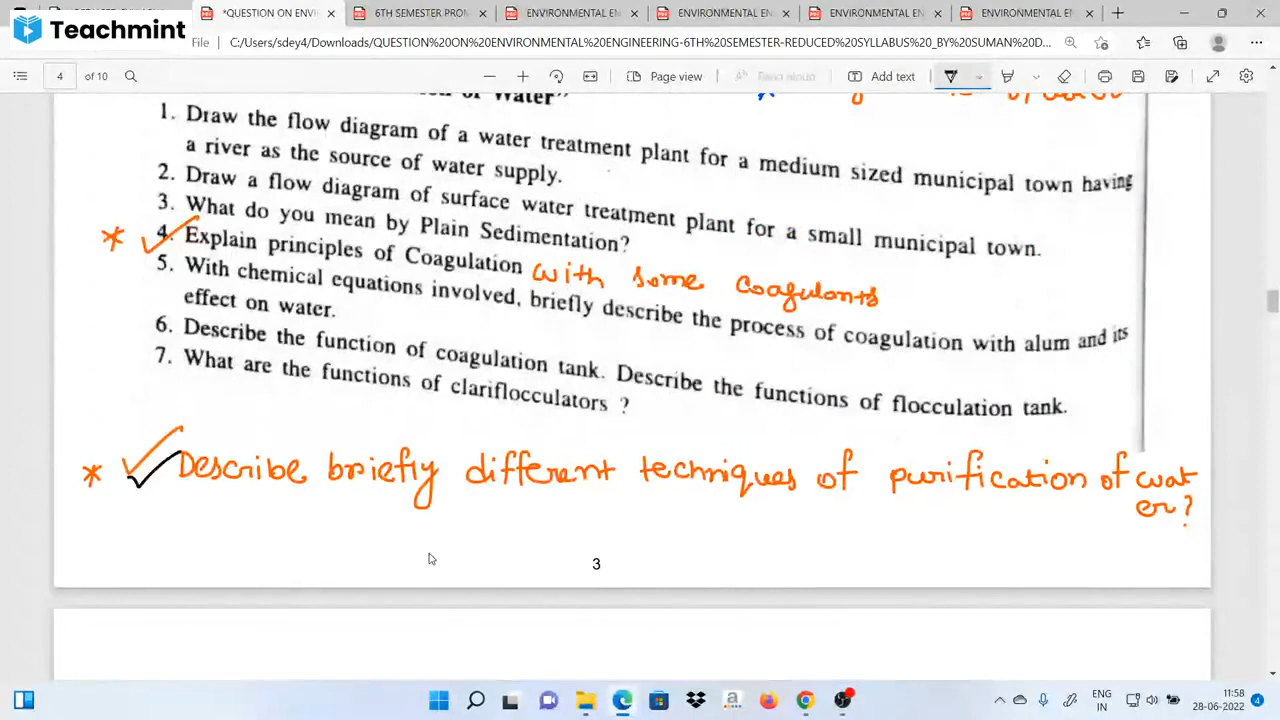 *QUESTION ON ENVI
6TH SEMESTER REDU
ENVIRONMENTAL EN
ENVIRONMENTAL EN
ENVIRONMENTAL EN
ENVIRONMENTAL E
Teachmint
File
C:/Users/sdey4/Downloads/QUESTION%20ON%20ENVIRONMENTAL%20ENGINEERING-6TH%20SEMESTER-REDUCED%20SYLLABUS%20_BY%20SUMAN%20D...
4 of 10
Page view
Read aloud
Add text
of Water"
1. Draw the flow diagram of a water treatment plant for a medium sized municipal town having
a river as the source of water supply.
2. Draw a flow diagram of surface water treatment plant for a small municipal town.
3. What do you mean by Plain Sedimentation?
* 4. Explain principles of Coagulation with some coagulants
5. With chemical equations involved, briefly describe the process of coagulation with alum and its
effect on water.
6. Describe the function of coagulation tank. Describe the functions of flocculation tank.
7. What are the functions of clariflocculators ?
* Describe briefly different techniques of purification of wat
er?
3
ENG
IN
11:58
28-06-2022
4